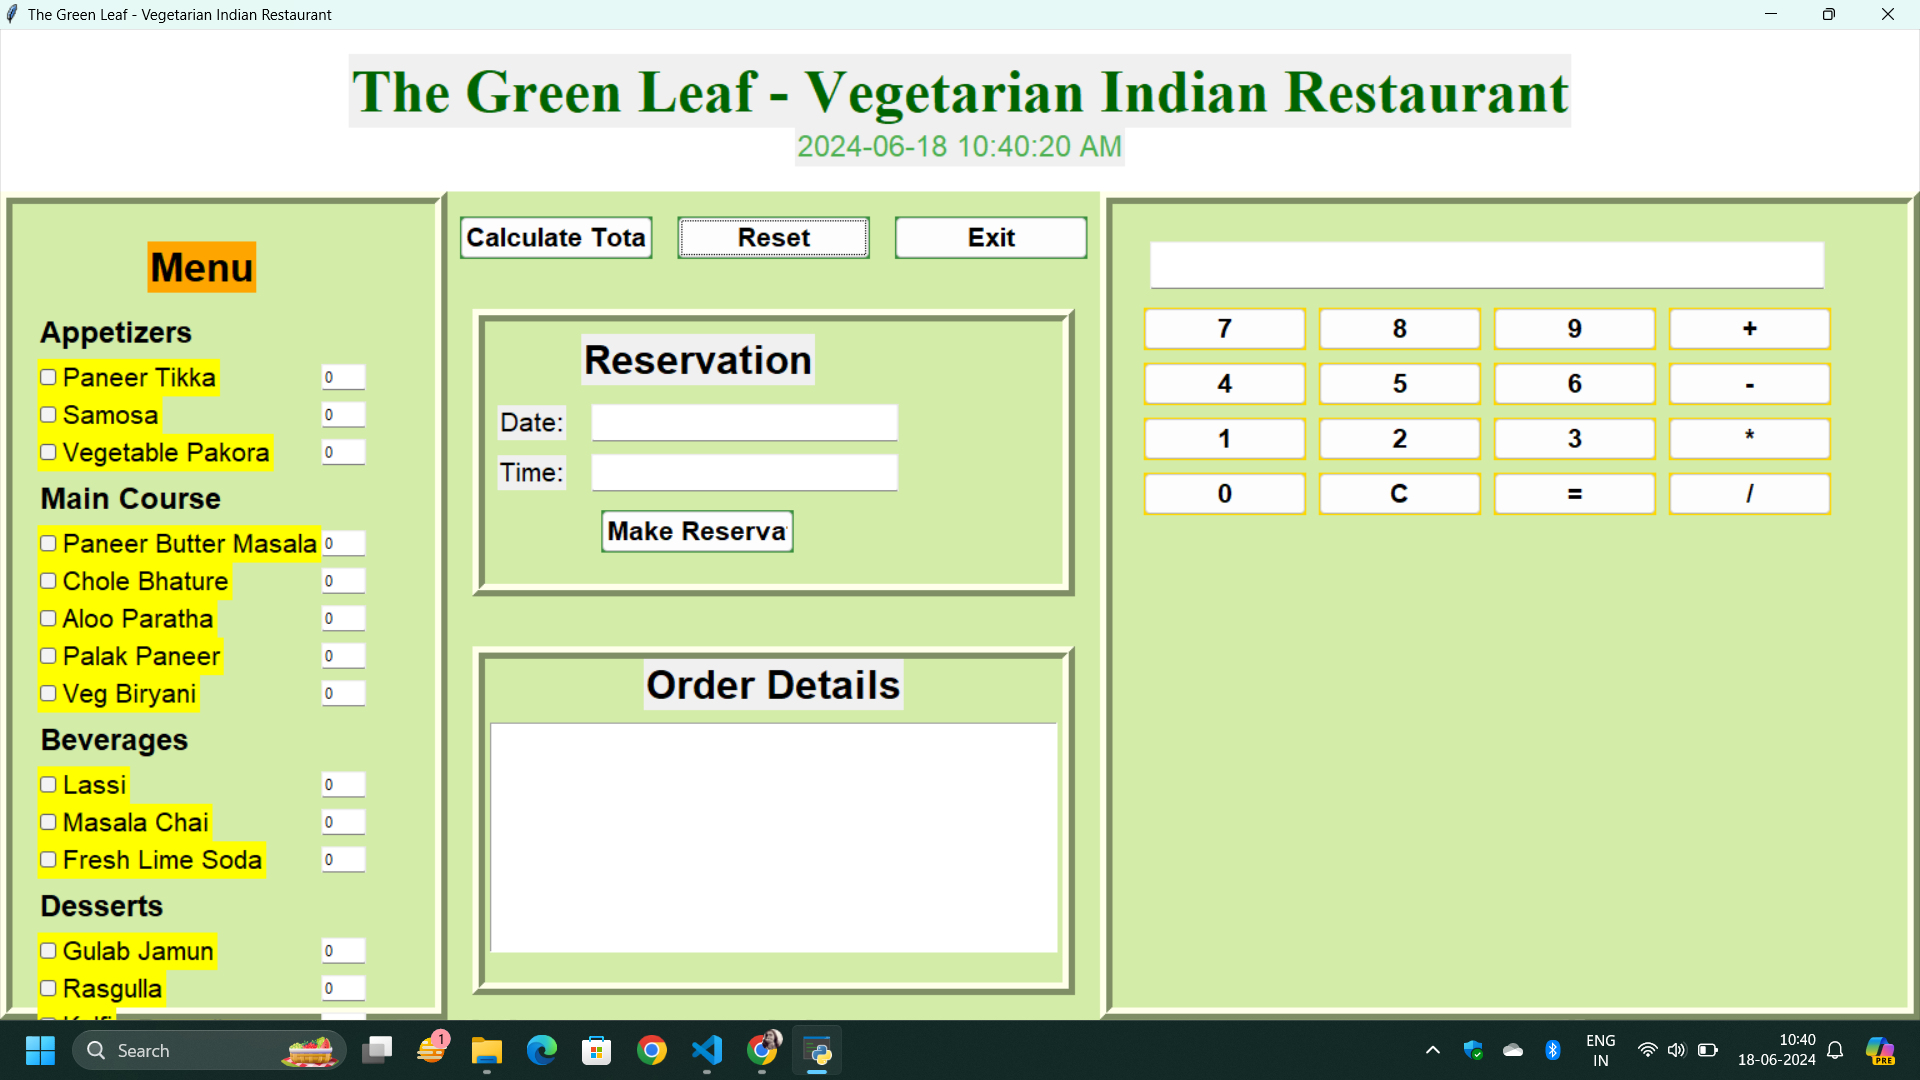 The Green Leaf - Vegetarian Indian Restaurant
The Green Leaf - Vegetarian Indian Restaurant
2024-06-18 10:40:20 AM
Menu
Appetizers
Paneer Tikka 0
Samosa 0
Vegetable Pakora 0
Main Course
Paneer Butter Masala 0
Chole Bhature 0
Aloo Paratha 0
Palak Paneer 0
Veg Biryani 0
Beverages
Lassi 0
Masala Chai 0
Fresh Lime Soda 0
Desserts
Gulab Jamun 0
Rasgulla 0
Calculate Tota
Reset
Exit
Reservation
Date:
Time:
Make Reserva
Order Details
7 8 9 +
4 5 6 -
1 2 3 *
0 C = /
Search
1
ENG
IN
10:40
18-06-2024
PRE